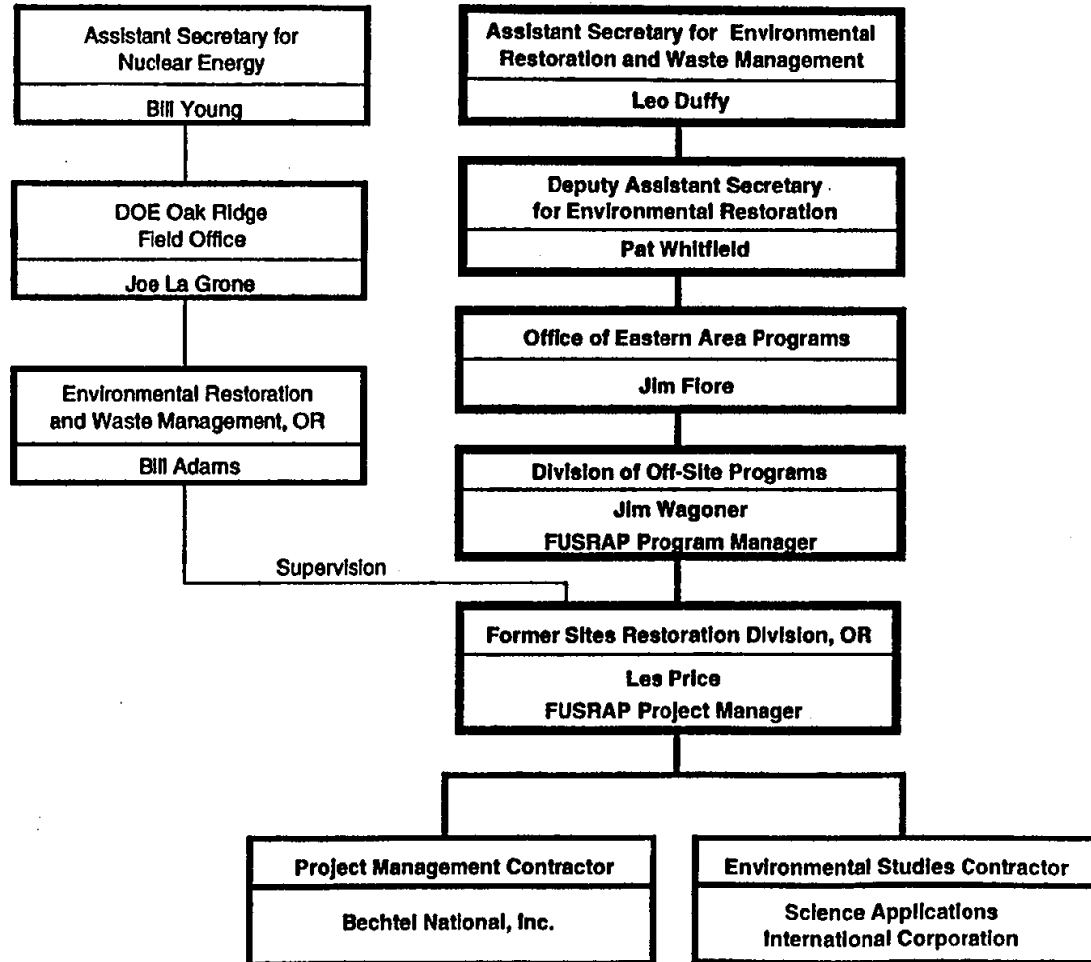 Assistant Secretary for
Nuclear Energy
Bill Young
DOE Oak Ridge
Field Office
Joe La Grone
Environmental Restoration
and Waste Management, OR
Bill Adams
Supervision
Assistant Secretary for Environmental
Restoration and Waste Management
Leo Duffy
Deputy Assistant Secretary
for Environmental Restoration
Pat Whitfield
Office of Eastern Area Programs
Jim Fiore
Division of Off-Site Programs
Jim Wagoner
FUSRAP Program Manager
Former Sites Restoration Division, OR
Les Price
FUSRAP Project Manager
Project Management Contractor
Bechtel National, Inc.
Environmental Studies Contractor
Science Applications
International Corporation